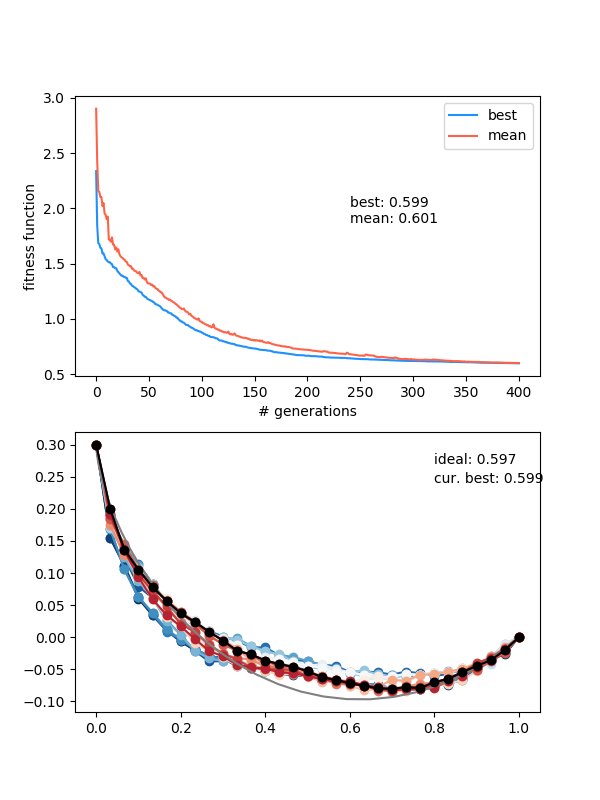 3.0
best
mean
2.5
best: 0.599
2.0
mean: 0.601
fitness function
1.5
1.0
0.5
0 50 100 150 200 250 300 350 400
# generations
0.30
ideal: 0.597
0.25
cur. best: 0.599
0.20
0.15
0.10
0.05
0.00
−0.05
−0.10
0.0 0.2 0.4 0.6 0.8 1.0